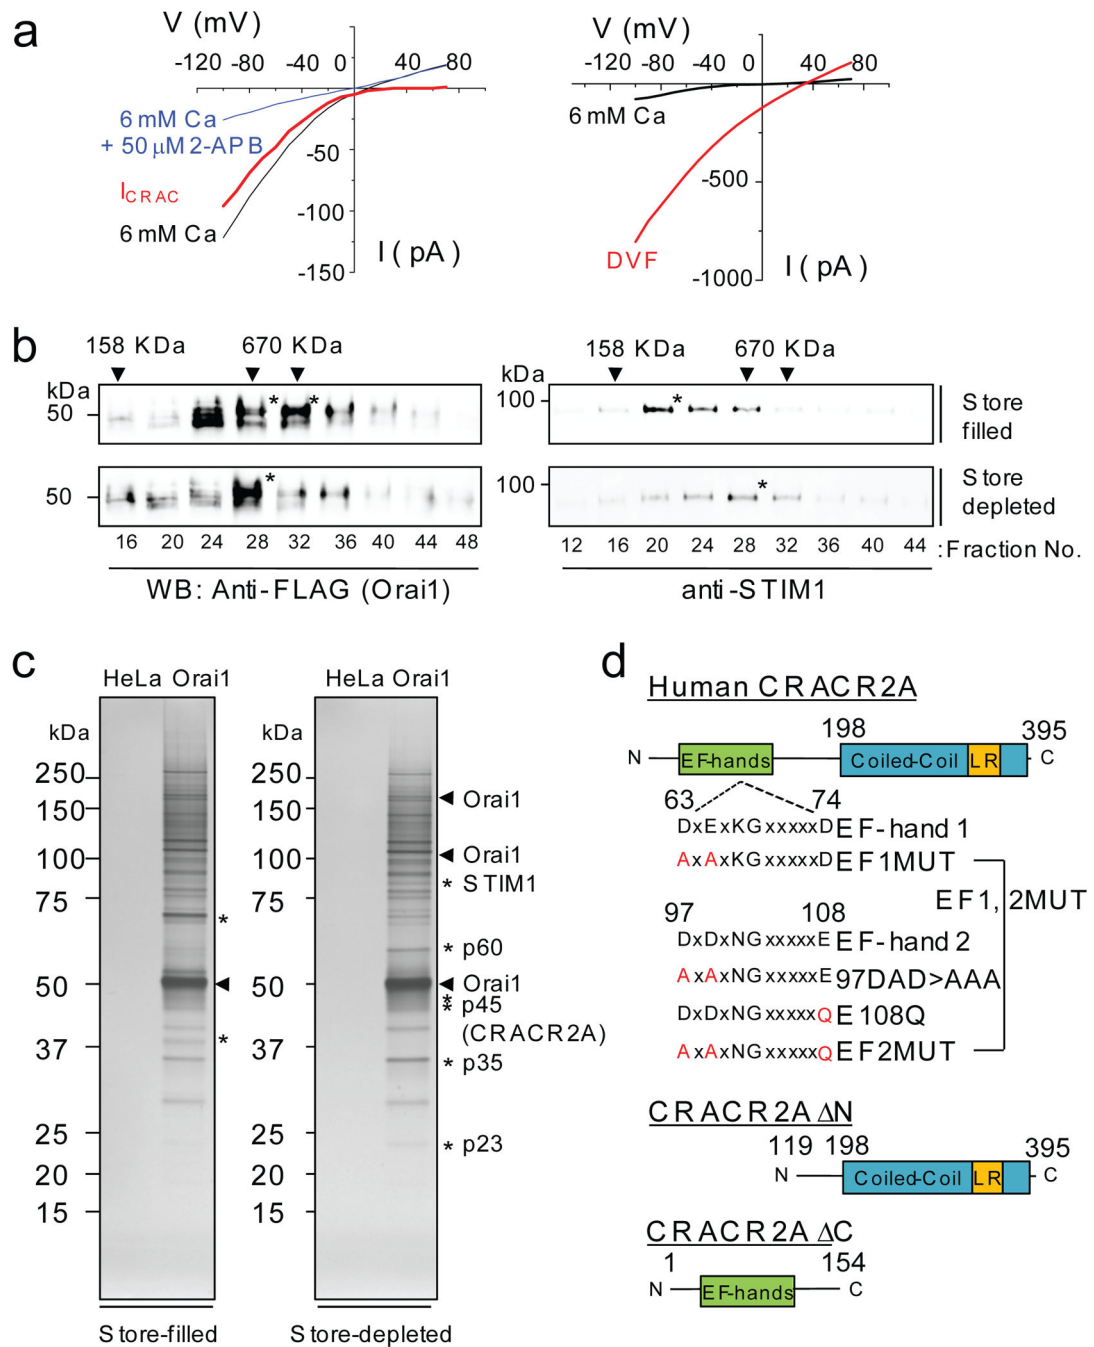 a
V (mV)
-120 -80 -40 0 40 80
6 mM Ca
+ 50 µM 2-APB
-50
ICRAC
-100
6 mM Ca
-150
I ( pA )
V (mV)
-120 -80 -40 0 40 80
6 mM Ca
-500
DVF
-1000
I ( pA )
b
158 KDa 670 KDa
kDa
50
*
*
50
*
16 20 24 28 32 36 40 44 48
WB: Anti-FLAG (Orai1)
158 KDa 670 KDa
kDa
100
*
Store
filled
100
*
Store
depleted
12 16 20 24 28 32 36 40 44 :Fraction No.
anti-STIM1
c
HeLa Orai1
kDa
250
150
100
75
*
50
37
*
25
20
15
Store-filled
HeLa Orai1
kDa
250
150
100
75
50
37
25
20
15
Orai1
Orai1
* STIM1
* p60
Orai1
*
* p45
(CRACR2A)
* p35
* p23
Store-depleted
d
Human CRACR2A
198 395
N EF-hands Coiled-Coil LR C
63 74
DxExKGxxxxxD EF-hand 1
AxAxKGxxxxxD EF1MUT
EF1, 2MUT
97 108
DxDxNGxxxxxE EF-hand 2
AxAxNGxxxxxE 97DAD>AAA
DxDxNGxxxxxQ E108Q
AxAxNGxxxxxQ EF2MUT
CRACR2A ΔN
119 198 395
N Coiled-Coil LR C
CRACR2A ΔC
1 154
N EF-hands C